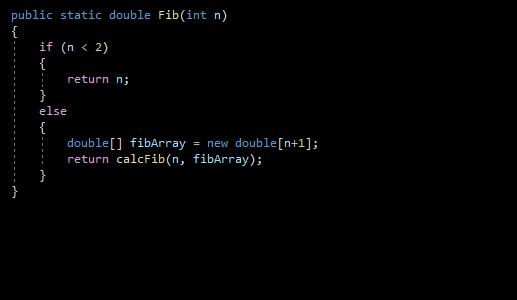 public static double Fib(int n)
{
    if (n < 2)
    {
        return n;
    }
    else
    {
        double[] fibArray = new double[n+1];
        return calcFib(n, fibArray);
    }
}